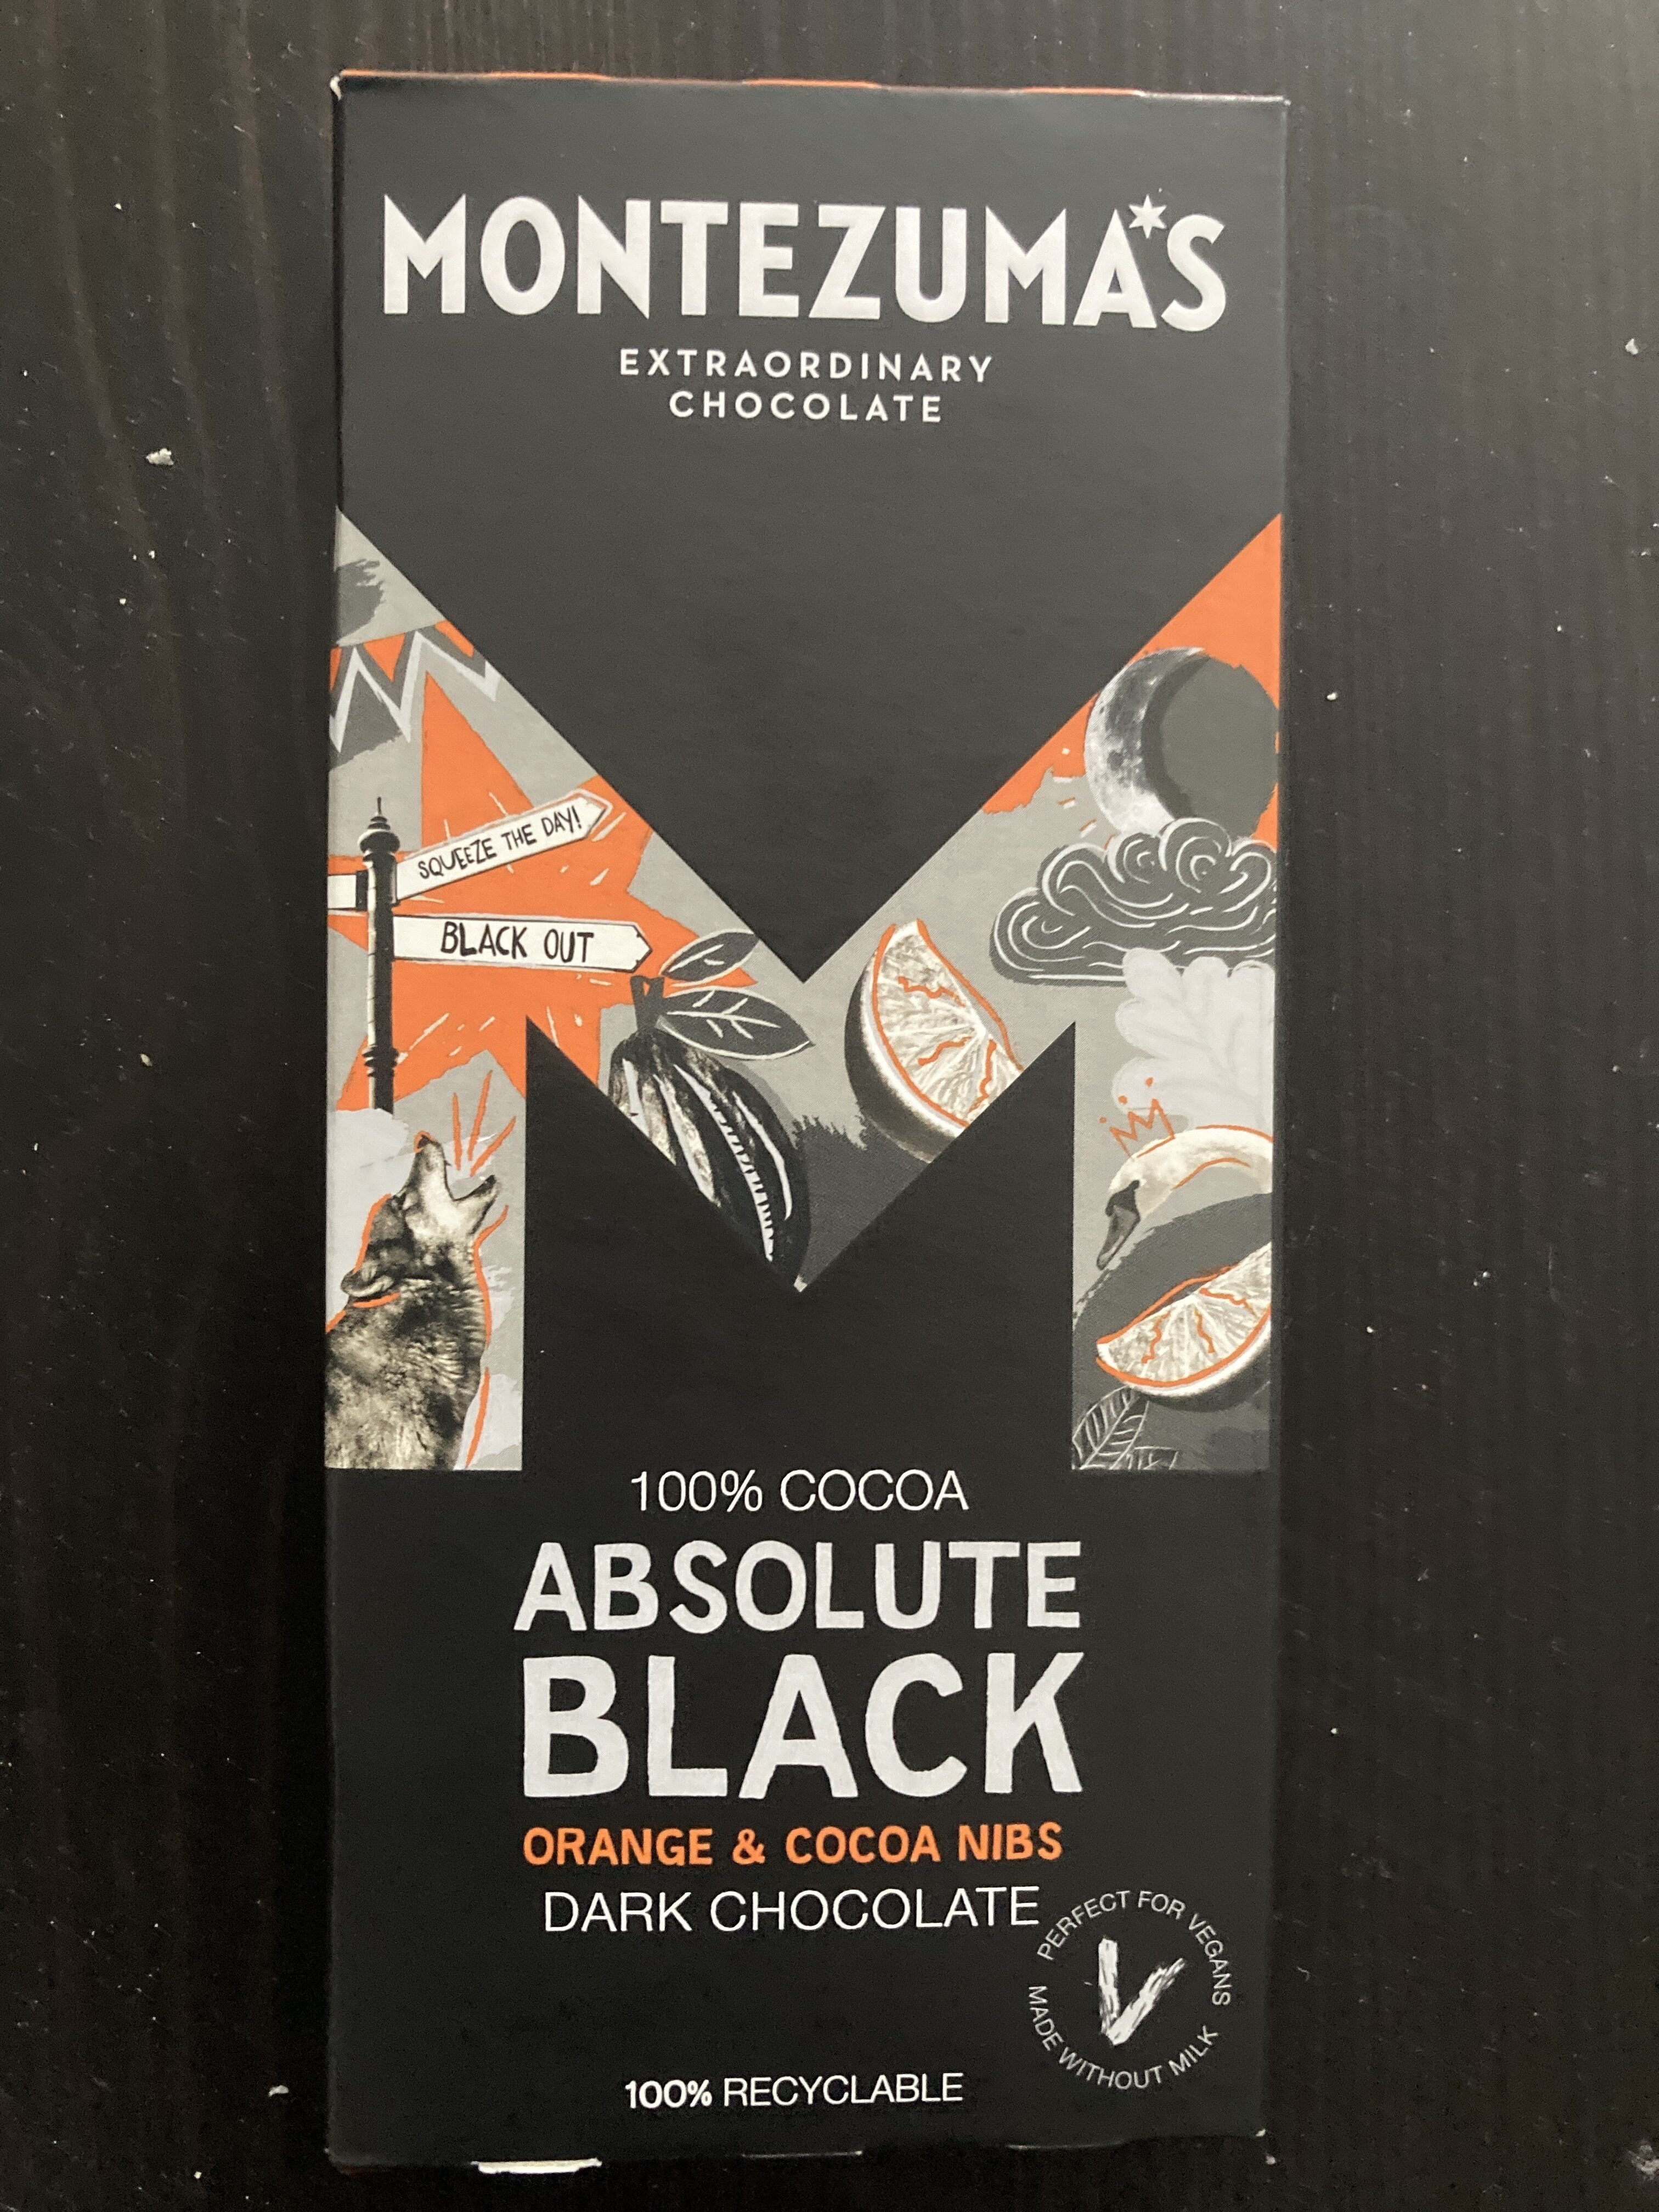 MONTEZUMA'S
EXTRAORDINARY
CHOCOLATE
SQUEEZE THE DAY!
BLACK OUT
100% COCOA
ABSOLUTE
BLACK
ORANGE & COCOA NIBS
DARK CHOCOLATE
PERFECT FOR VEGANS
V
MADE WITHOUT MILK
100% RECYCLABLE